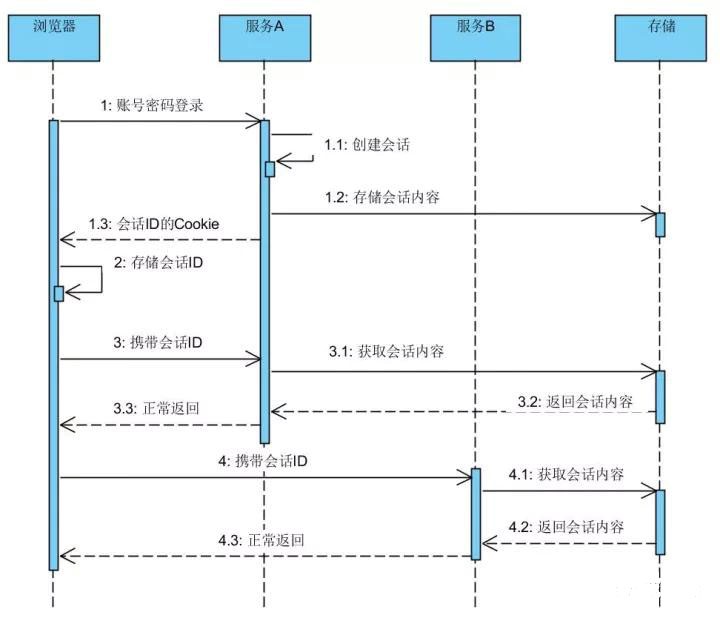 浏览器
服务A
服务B
存储
1: 账号密码登录
1.1: 创建会话
1.2: 存储会话内容
1.3: 会话ID的Cookie
2: 存储会话ID
3: 携带会话ID
3.1: 获取会话内容
3.2: 返回会话内容
3.3: 正常返回
4: 携带会话ID
4.1: 获取会话内容
4.2: 返回会话内容
4.3: 正常返回